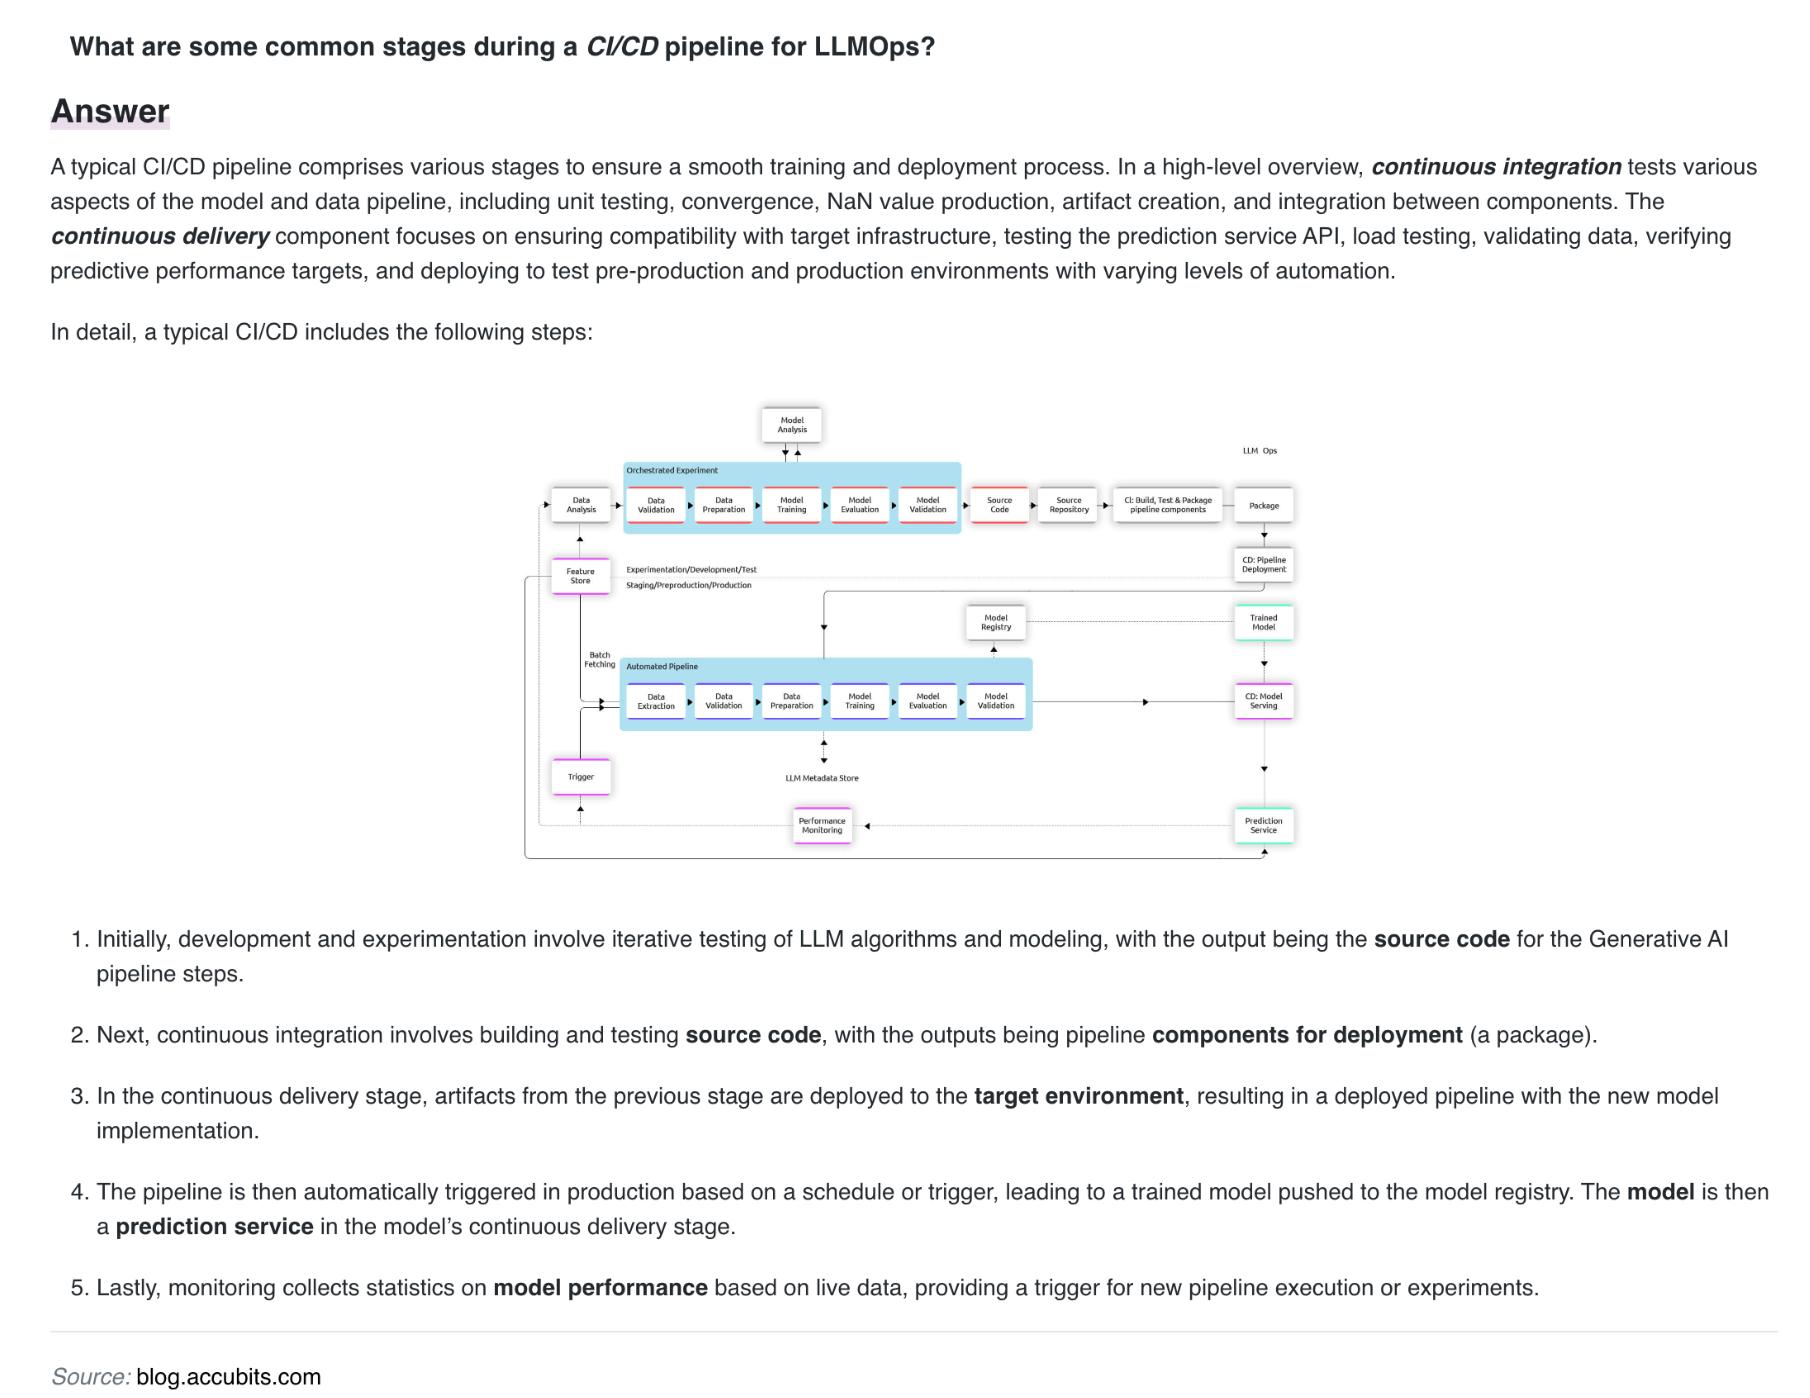 What are some common stages during a CI/CD pipeline for LLMOps?
Answer
A typical CI/CD pipeline comprises various stages to ensure a smooth training and deployment process. In a high-level overview, continuous integration tests various
aspects of the model and data pipeline, including unit testing, convergence, NaN value production, artifact creation, and integration between components. The
continuous delivery component focuses on ensuring compatibility with target infrastructure, testing the prediction service API, load testing, validating data, verifying
predictive performance targets, and deploying to test pre-production and production environments with varying levels of automation.
In detail, a typical CI/CD includes the following steps:
Model
Analysis
LLM Ops
Orchestrated Experiment
Data
Analysis
Data
Validation
Data
Preparation
Model
Training
Model
Evaluation
Model
Validation
Source
Code
Source
Repository
CI: Build, Test & Package
pipeline components
Package
CD: Pipeline
Deployment
Feature
Store
Experimentation/Development/Test
Staging/Preproduction/Production
Model
Registry
Trained
Model
Batch
Fetching
Automated Pipeline
Data
Extraction
Data
Validation
Data
Preparation
Model
Training
Model
Evaluation
Model
Validation
CD: Model
Serving
Trigger
LLM Metadata Store
Performance
Monitoring
Prediction
Service
1. Initially, development and experimentation involve iterative testing of LLM algorithms and modeling, with the output being the source code for the Generative AI
pipeline steps.
2. Next, continuous integration involves building and testing source code, with the outputs being pipeline components for deployment (a package).
3. In the continuous delivery stage, artifacts from the previous stage are deployed to the target environment, resulting in a deployed pipeline with the new model
implementation.
4. The pipeline is then automatically triggered in production based on a schedule or trigger, leading to a trained model pushed to the model registry. The model is then
a prediction service in the model’s continuous delivery stage.
5. Lastly, monitoring collects statistics on model performance based on live data, providing a trigger for new pipeline execution or experiments.
Source: blog.accubits.com